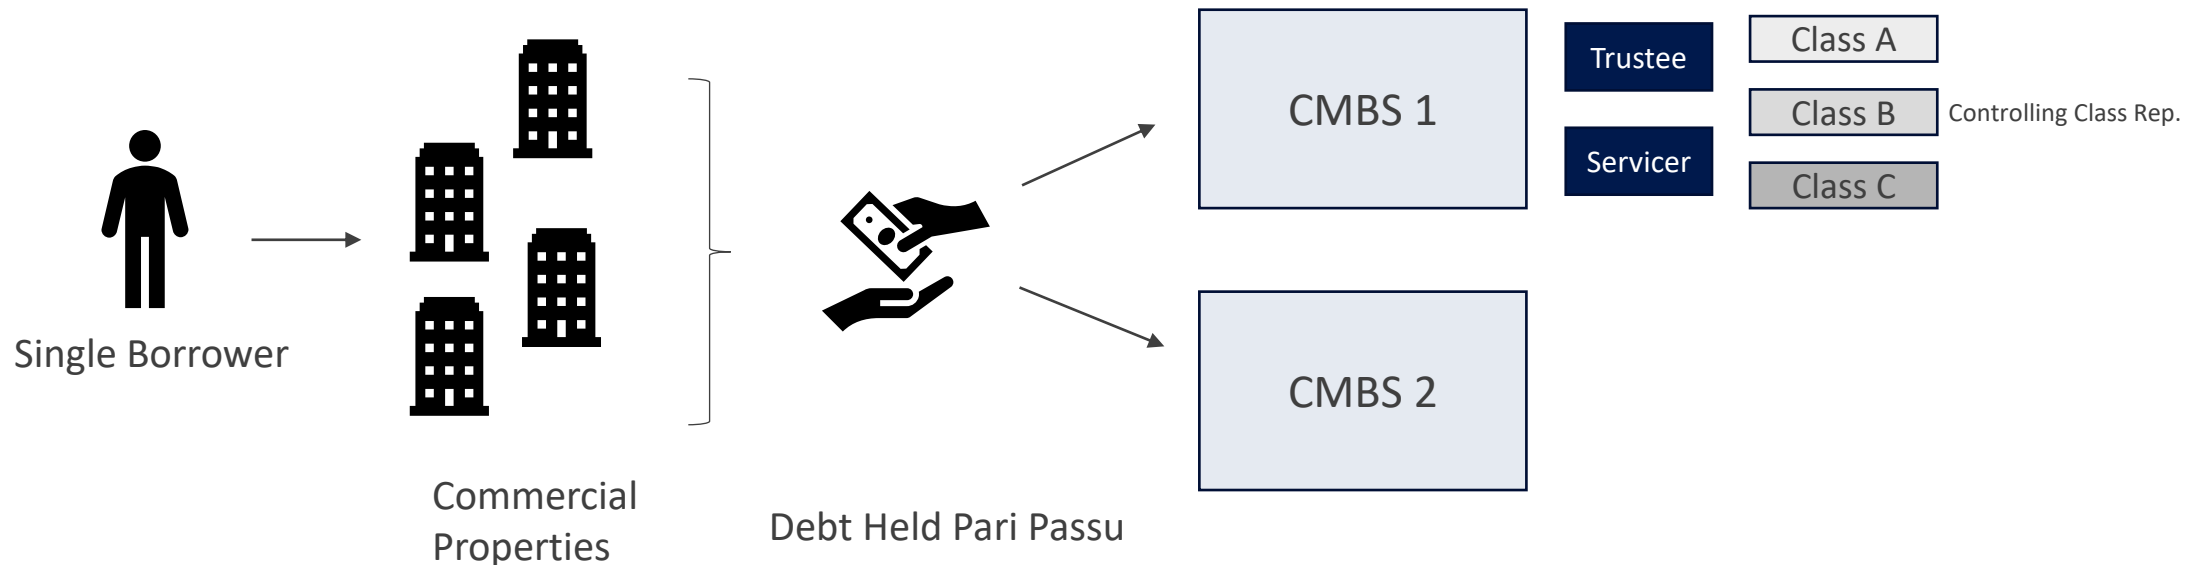 Single Borrower
Commercial
Properties
Debt Held Pari Passu
CMBS 1
Trustee
Servicer
Class A
Class B
Controlling Class Rep.
Class C
CMBS 2